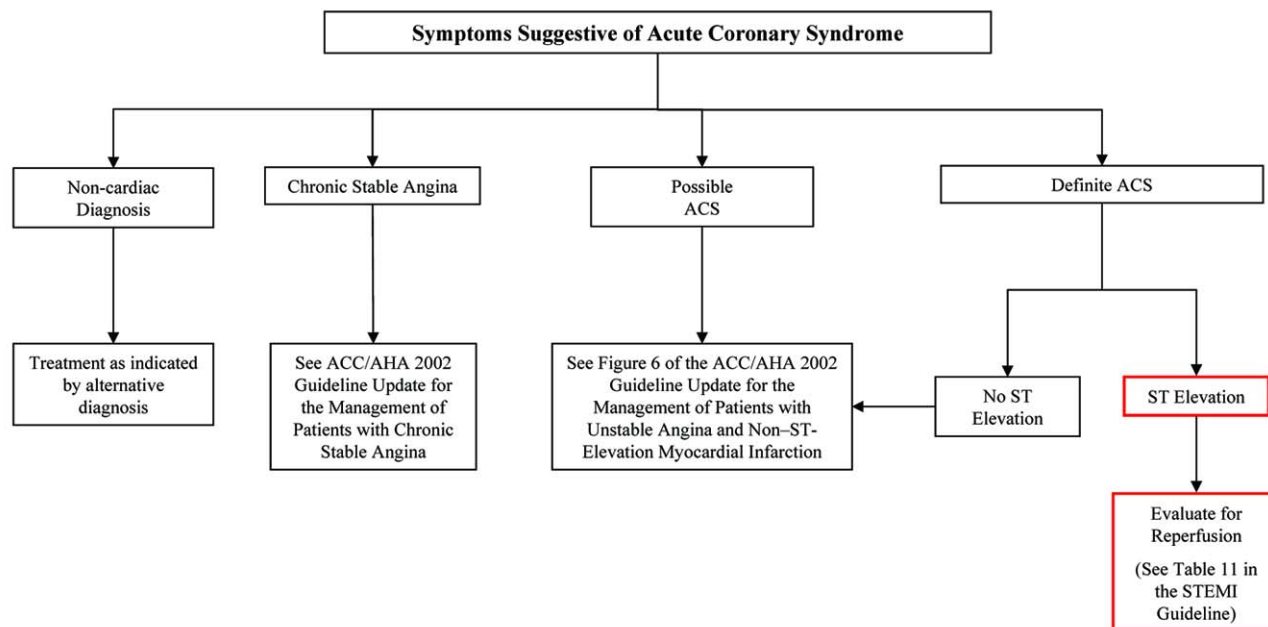 Symptoms Suggestive of Acute Coronary Syndrome
Non-cardiac
Diagnosis
Chronic Stable Angina
Possible
ACS
Definite ACS
Treatment as indicated
by alternative
diagnosis
See ACC/AHA 2002
Guideline Update for
the Management of
Patients with Chronic
Stable Angina
See Figure 6 of the ACC/AHA 2002
Guideline Update for the
Management of Patients with
Unstable Angina and Non–ST-
Elevation Myocardial Infarction
No ST
Elevation
ST Elevation
Evaluate for
Reperfusion
(See Table 11 in
the STEMI
Guideline)